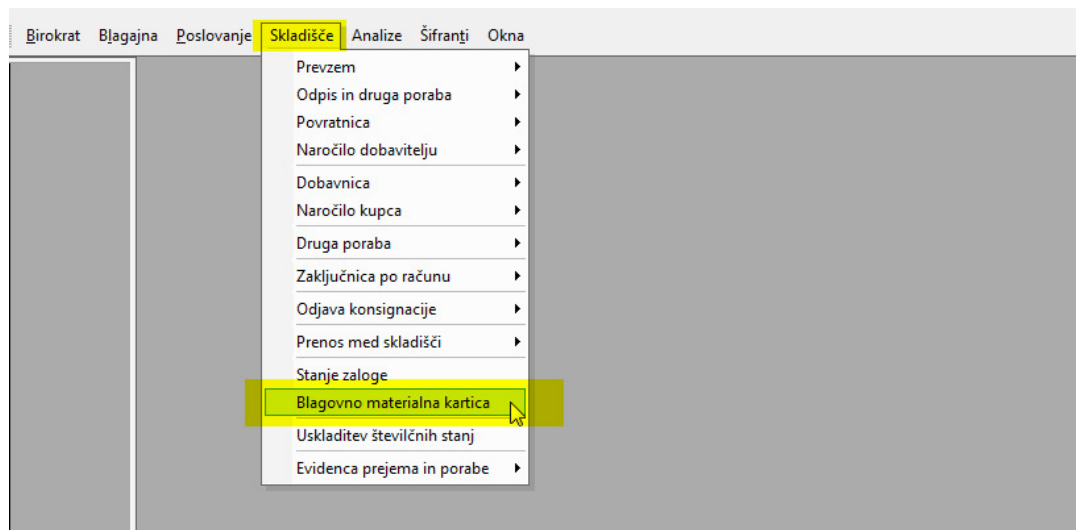 Birokrat Blagajna Poslovanje Skladišče Analize Šifranti Okna
Prevzem
Odpis in druga poraba
Povratnica
Naročilo dobavitelju
Dobavnica
Naročilo kupca
Druga poraba
Zaključnica po računu
Odjava konsignacije
Prenos med skladišči
Stanje zaloge
Blagovno materialna kartica
Uskladitev številčnih stanj
Evidenca prejema in porabe